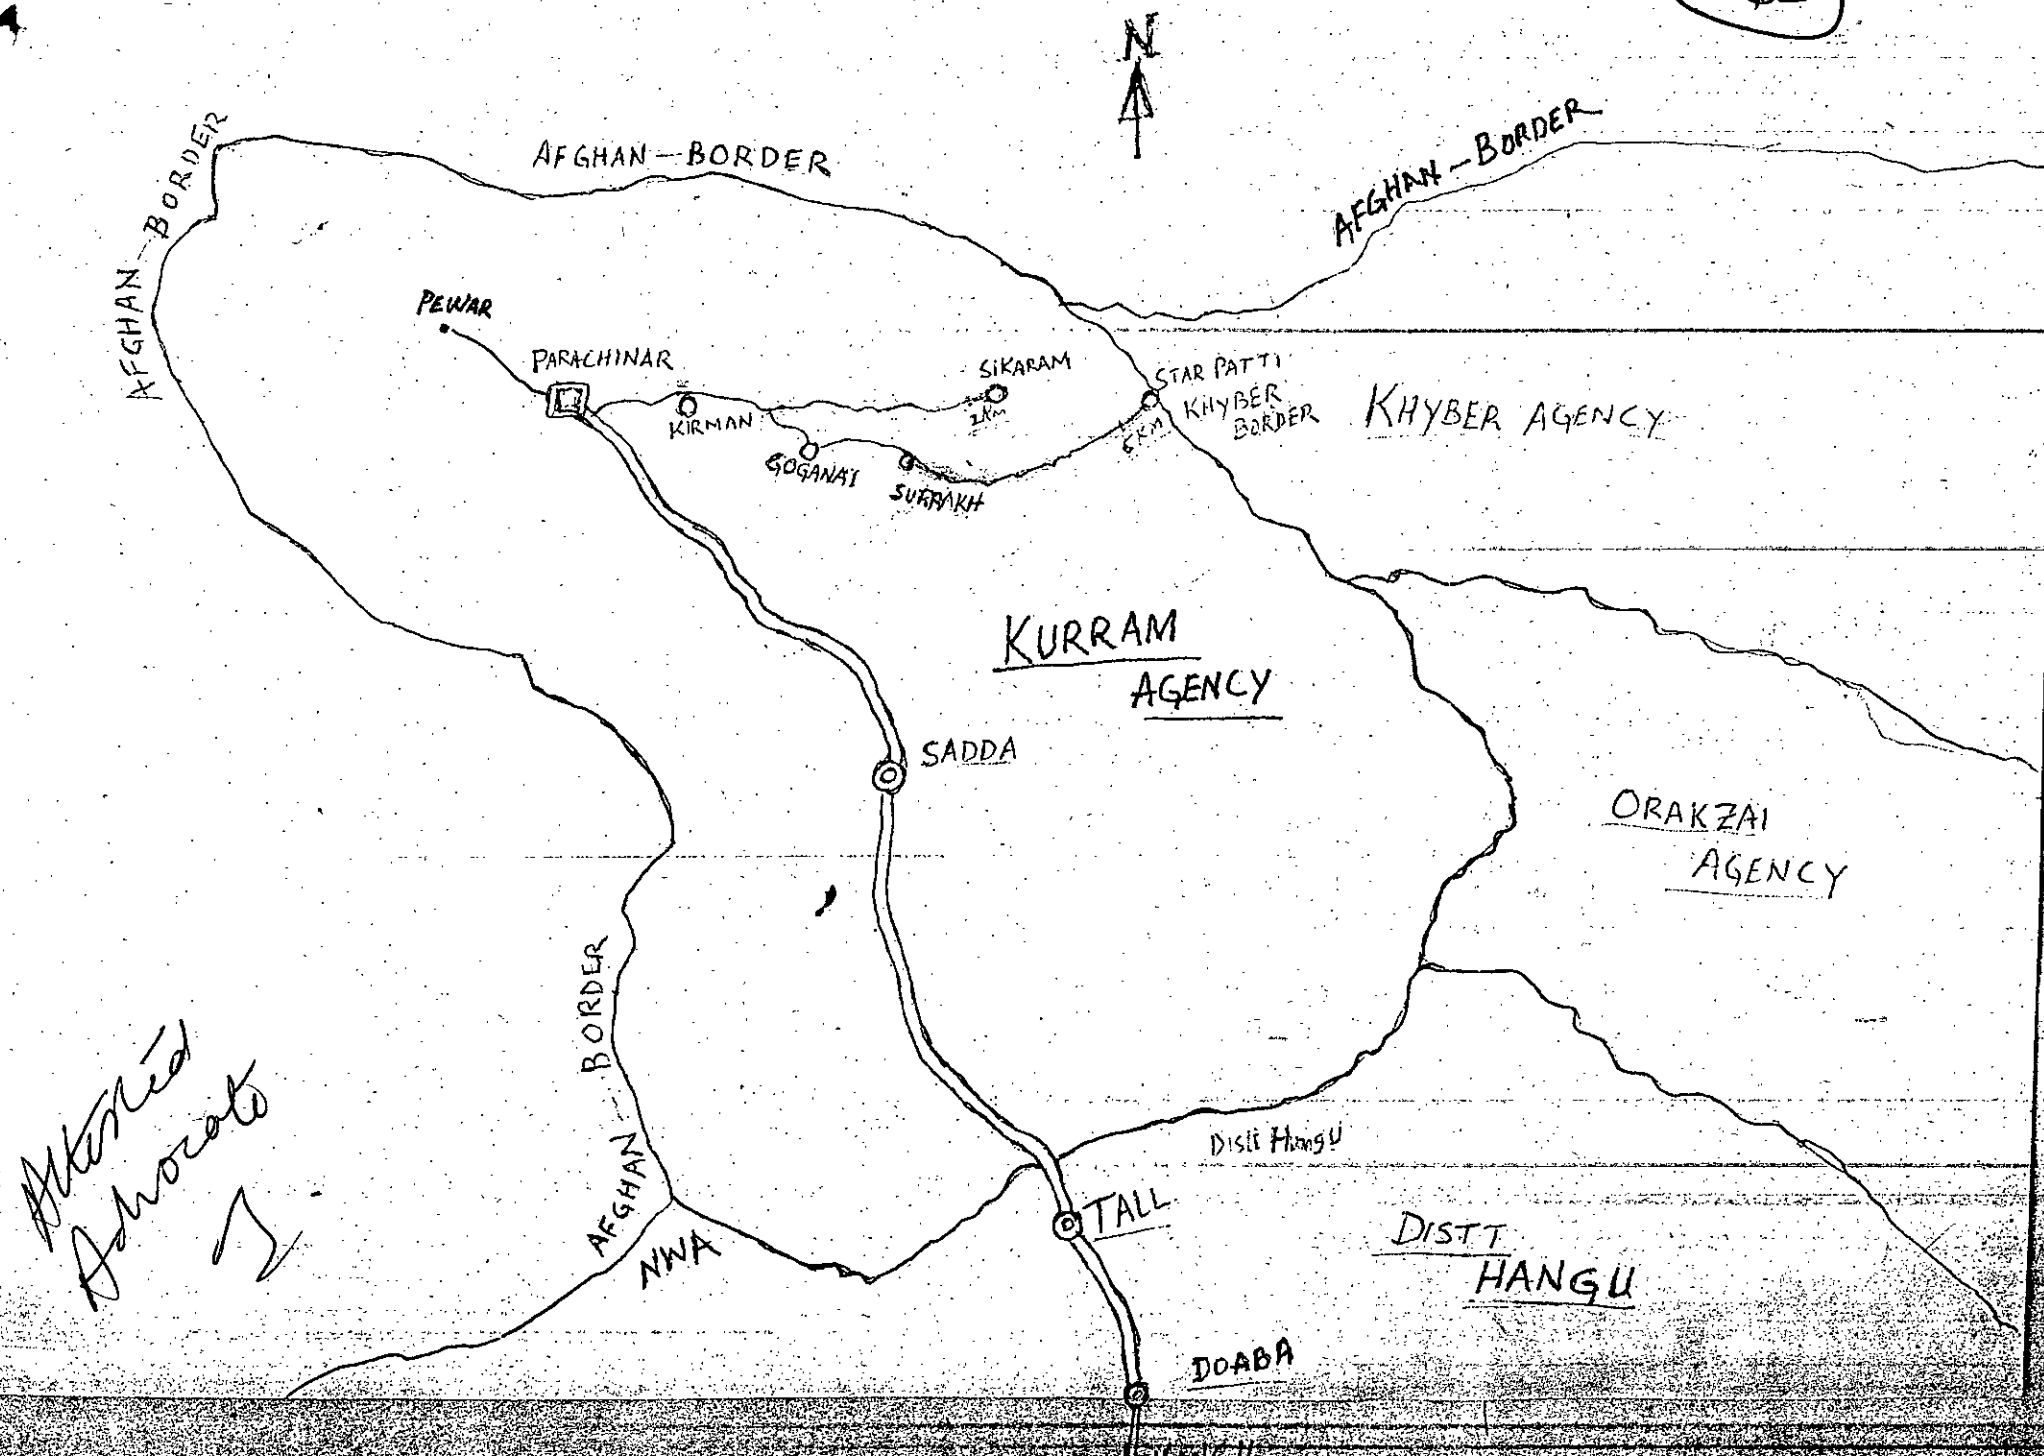 N
AFGHAN-BORDER
AFGHAN-BORDER
AFGHAN-BORDER
PEWAR
PARACHINAR
KIRMAN
SIKARAM
2KM
STAR PATTI
KHYBER
BORDER
6KM
KHYBER AGENCY
GOGANAI
SURRAKH
KURRAM
AGENCY
SADDA
ORAKZAI
AGENCY
AFGHAN-BORDER
Distt Hangu
NWA
TALL
DISTT
HANGU
DOABA
Attested
Advocate